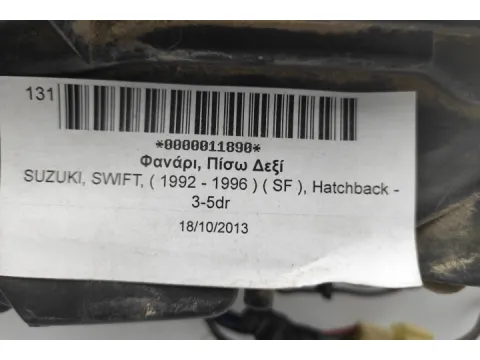 131
*0000011890*
Φανάρι, Πίσω Δεξί
SUZUKI, SWIFT, ( 1992 - 1996 ) ( SF ), Hatchback -
3-5dr
18/10/2013